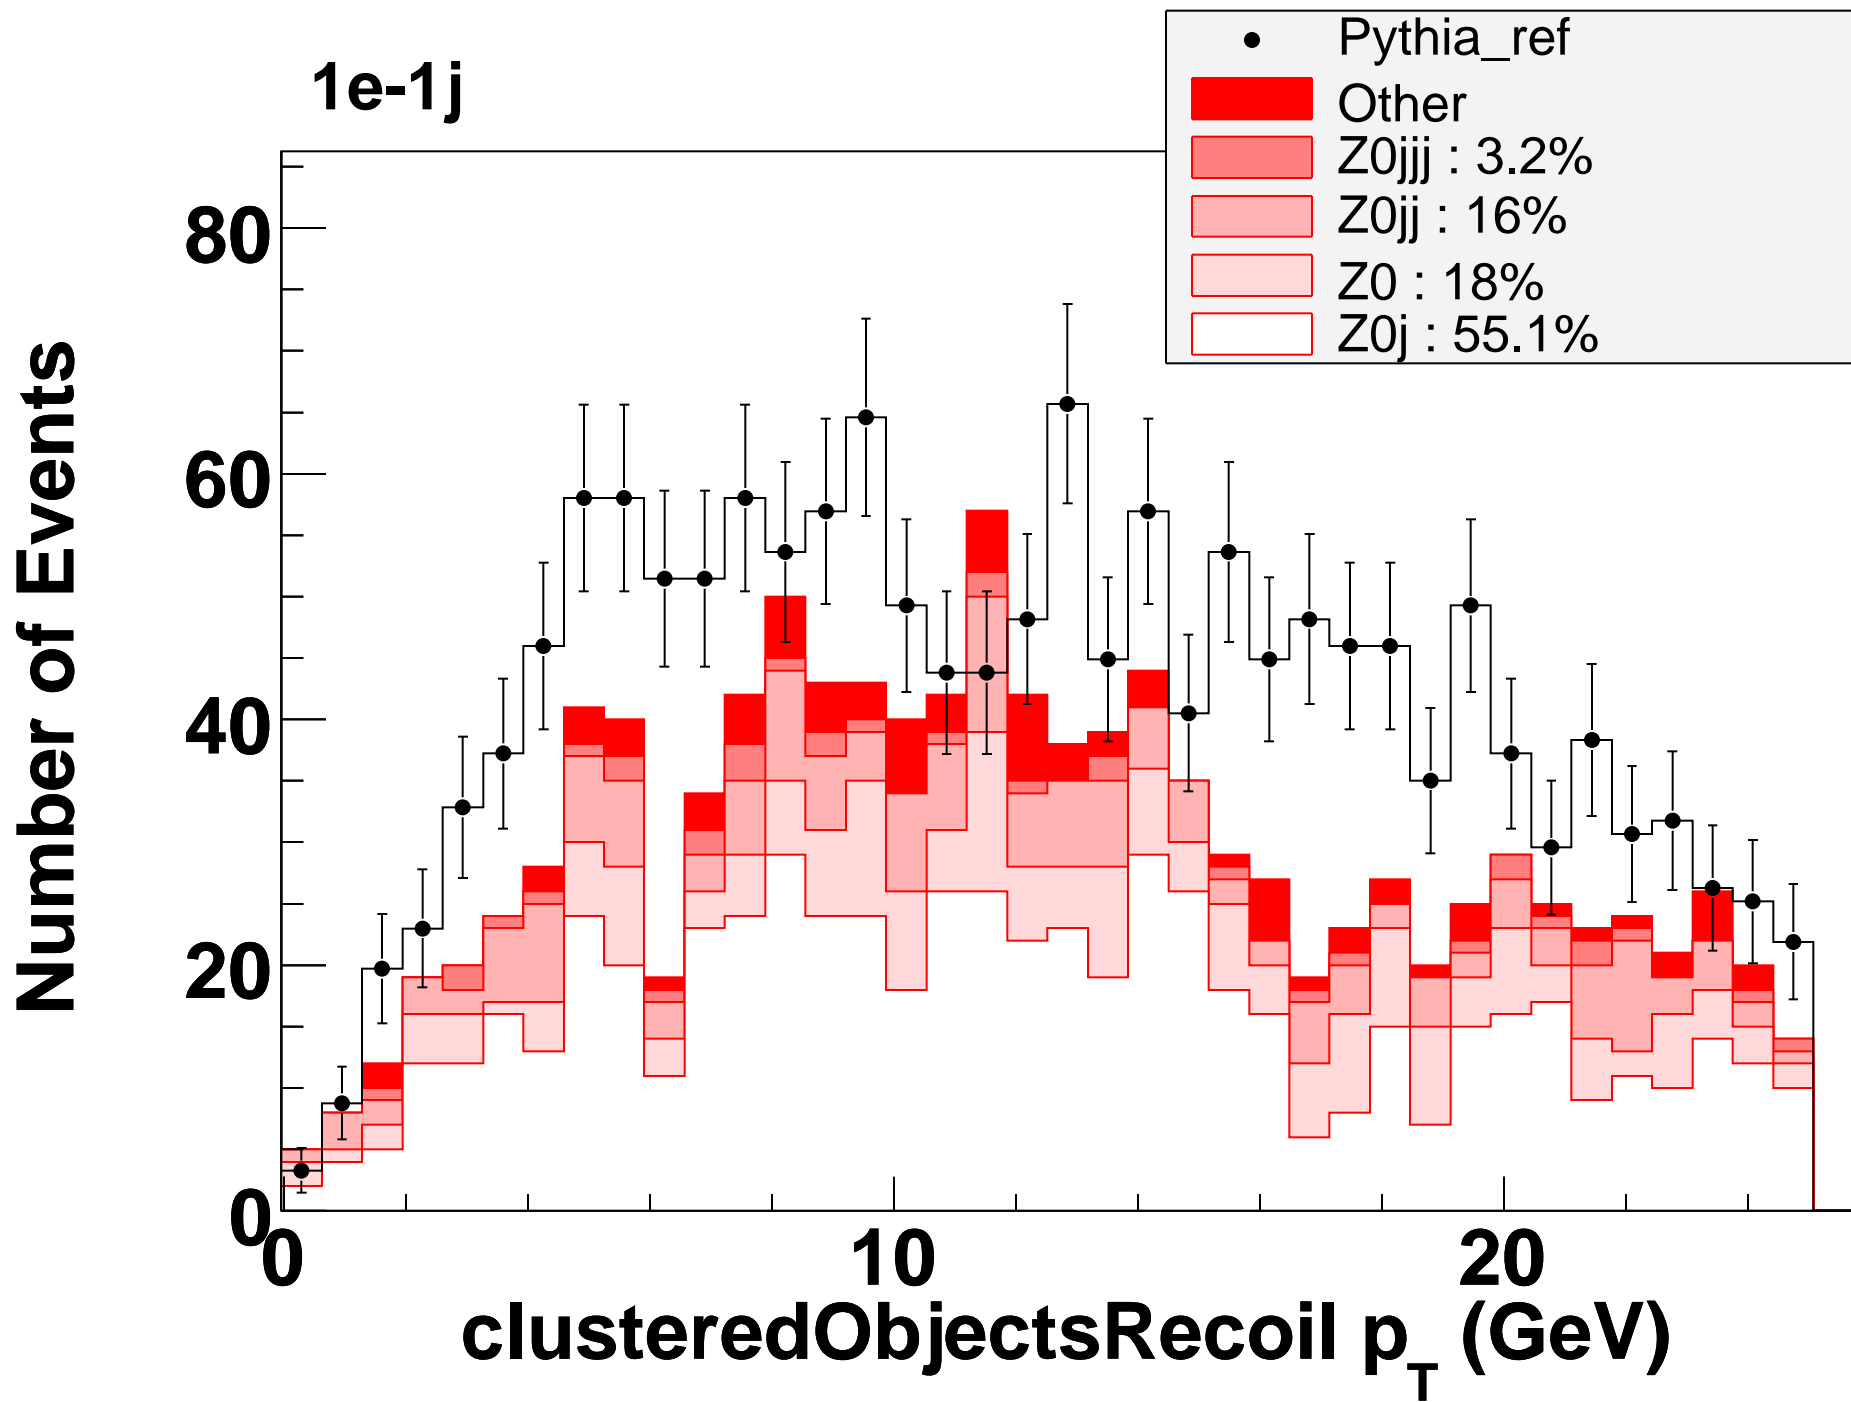 1e-1j
Pythia_ref
Other
Z0jjj : 3.2%
Z0jj : 16%
Z0 : 18%
Z0j : 55.1%
Number of Events
80
60
40
20
0
0 10 20
clusteredObjectsRecoil p_T (GeV)